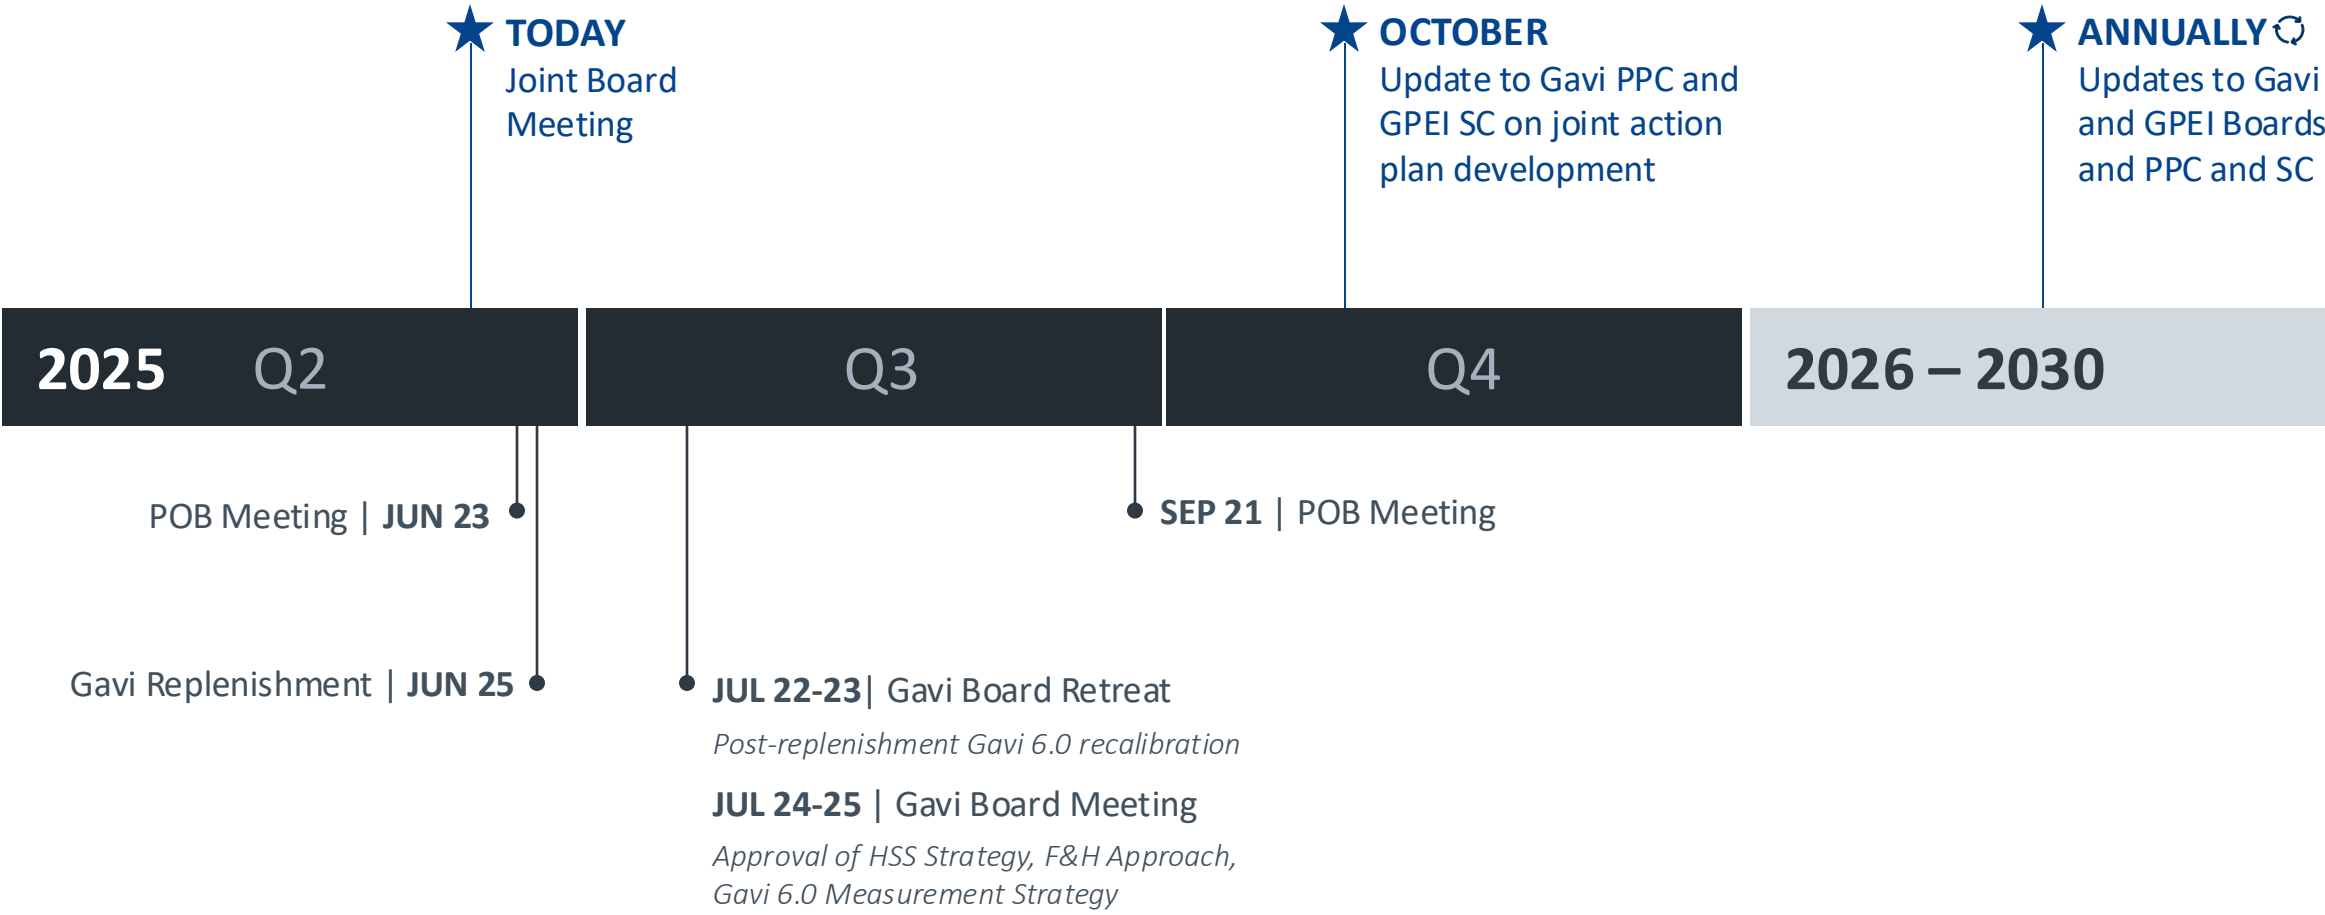 TODAY
Joint Board
Meeting
OCTOBER
Update to Gavi PPC and
GPEI SC on joint action
plan development
ANNUALLY
Updates to Gavi
and GPEI Boards
and PPC and SC
2025 Q2 Q3 Q4 2026 – 2030
POB Meeting | JUN 23
SEP 21 | POB Meeting
Gavi Replenishment | JUN 25
JUL 22-23| Gavi Board Retreat
Post-replenishment Gavi 6.0 recalibration
JUL 24-25 | Gavi Board Meeting
Approval of HSS Strategy, F&H Approach,
Gavi 6.0 Measurement Strategy